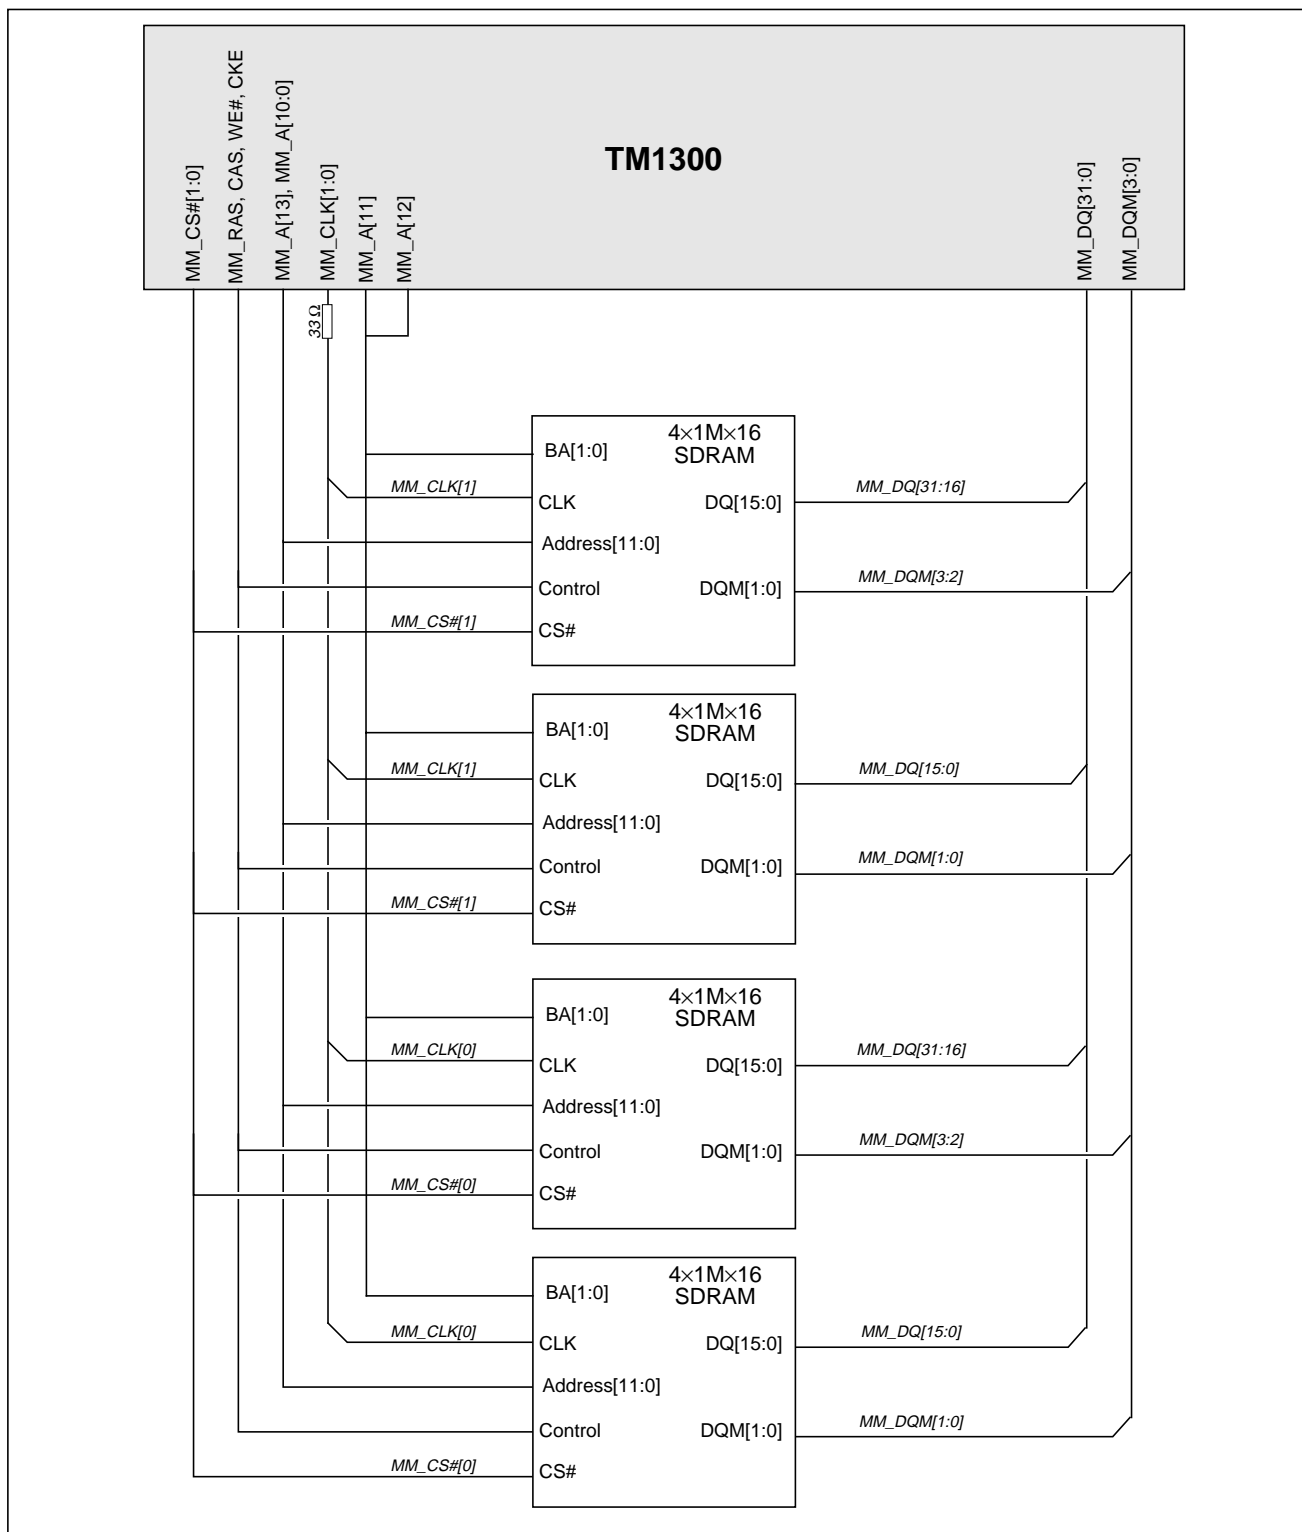 TM1300
MM_CS#[1:0]
MM_RAS, CAS, WE#, CKE
MM_A[13], MM_A[10:0]
MM_CLK[1:0]
MM_A[11]
MM_A[12]
MM_DQ[31:0]
MM_DQM[3:0]
33 Ω
4×1M×16
SDRAM
BA[1:0]
MM_CLK[1]
CLK
DQ[15:0]
MM_DQ[31:16]
Address[11:0]
Control
DQM[1:0]
MM_DQM[3:2]
MM_CS#[1]
CS#
4×1M×16
SDRAM
BA[1:0]
MM_CLK[1]
CLK
DQ[15:0]
MM_DQ[15:0]
Address[11:0]
Control
DQM[1:0]
MM_DQM[1:0]
MM_CS#[1]
CS#
4×1M×16
SDRAM
BA[1:0]
MM_CLK[0]
CLK
DQ[15:0]
MM_DQ[31:16]
Address[11:0]
Control
DQM[1:0]
MM_DQM[3:2]
MM_CS#[0]
CS#
4×1M×16
SDRAM
BA[1:0]
MM_CLK[0]
CLK
DQ[15:0]
MM_DQ[15:0]
Address[11:0]
Control
DQM[1:0]
MM_DQM[1:0]
MM_CS#[0]
CS#